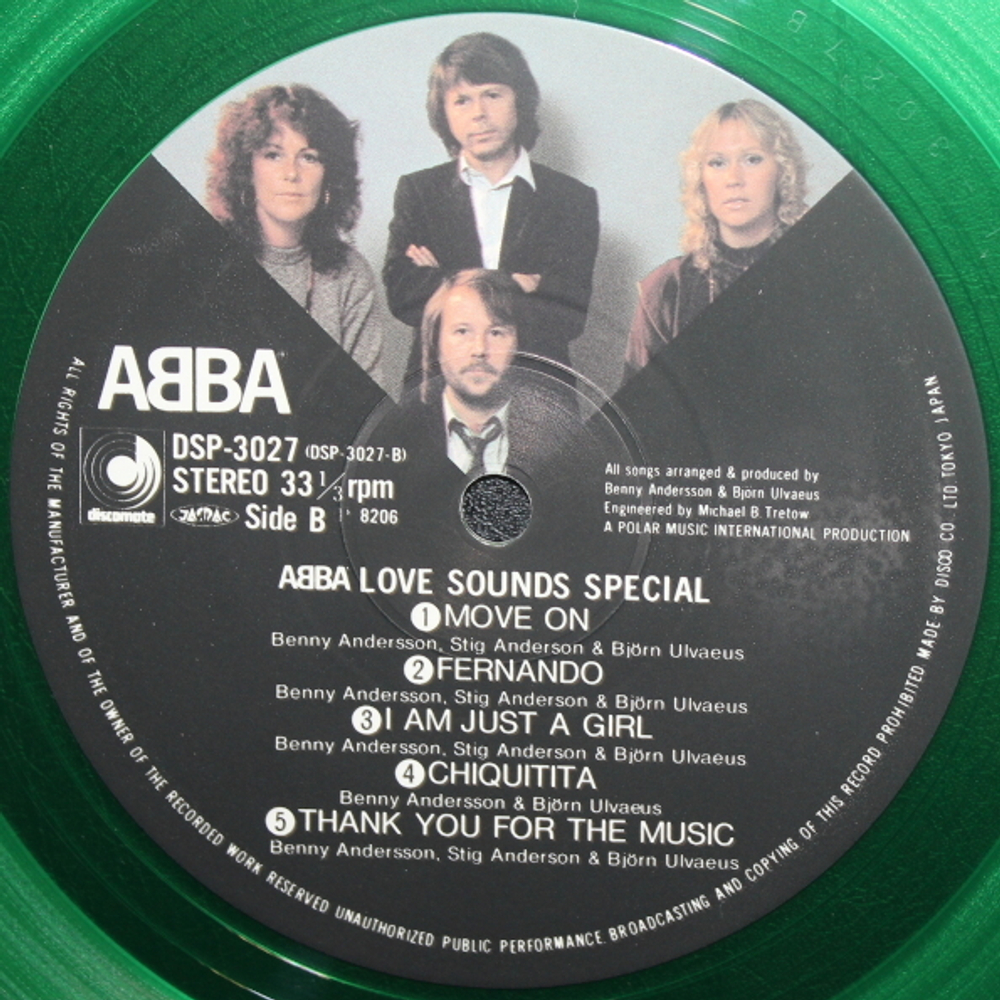 ABBA
DSP-3027 (DSP-3027-B)
STEREO 33 1/3 rpm
discomate JASRAC Side B P 8206
All songs arranged & produced by
Benny Andersson & Björn Ulvaeus
Engineered by Michael B. Tretow
A POLAR MUSIC INTERNATIONAL PRODUCTION
ABBA LOVE SOUNDS SPECIAL
1 MOVE ON
Benny Andersson, Stig Anderson & Björn Ulvaeus
2 FERNANDO
Benny Andersson, Stig Anderson & Björn Ulvaeus
3 I AM JUST A GIRL
Benny Andersson, Stig Anderson & Björn Ulvaeus
4 CHIQUITITA
Benny Andersson & Björn Ulvaeus
5 THANK YOU FOR THE MUSIC
Benny Andersson, Stig Anderson & Björn Ulvaeus
ALL RIGHTS OF THE MANUFACTURER AND OF THE OWNER OF THE RECORDED WORK RESERVED UNAUTHORIZED PUBLIC PERFORMANCE. BROADCASTING AND COPYING OF THIS RECORD PROHIBITED MADE BY DISCO CO. LTD TOKYO JAPAN